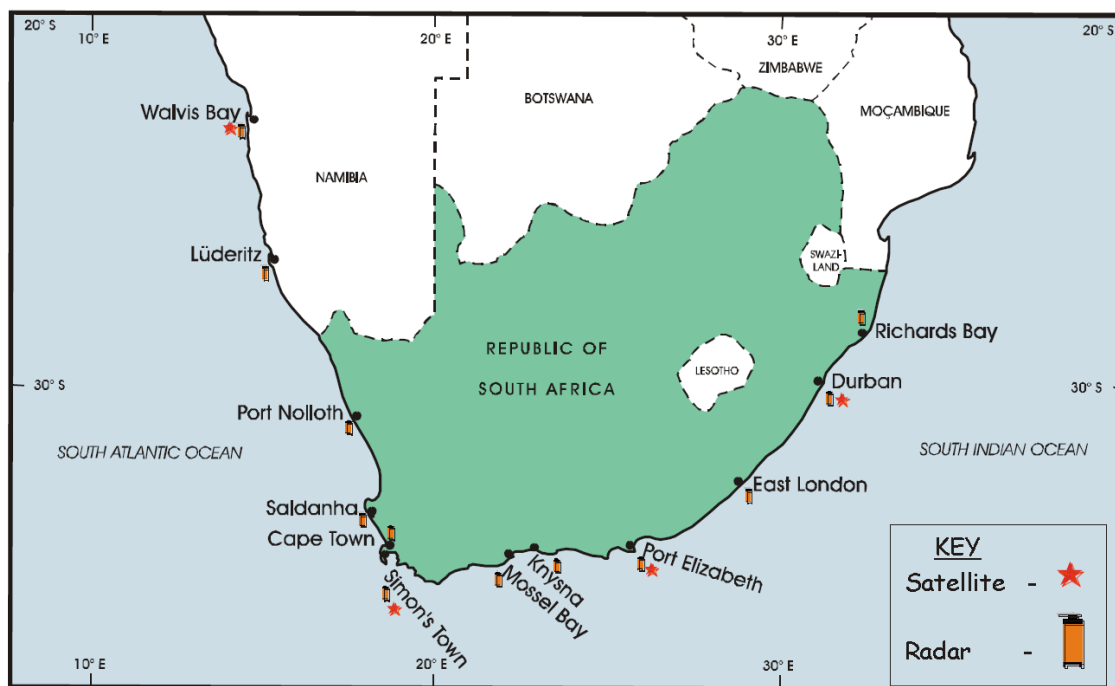 20° S
10° E
20° E
30° E
20° S
ZIMBABWE
BOTSWANA
MOÇAMBIQUE
Walvis Bay
NAMIBIA
Lüderitz
SWAZI-
LAND
REPUBLIC OF
SOUTH AFRICA
Richards Bay
LESOTHO
Durban
30° S
30° S
Port Nolloth
SOUTH ATLANTIC OCEAN
SOUTH INDIAN OCEAN
East London
Saldanha
Cape Town
Simon's Town
Mossel Bay
Knysna
Port Elizabeth
KEY
Satellite -
Radar -
10° E
20° E
30° E